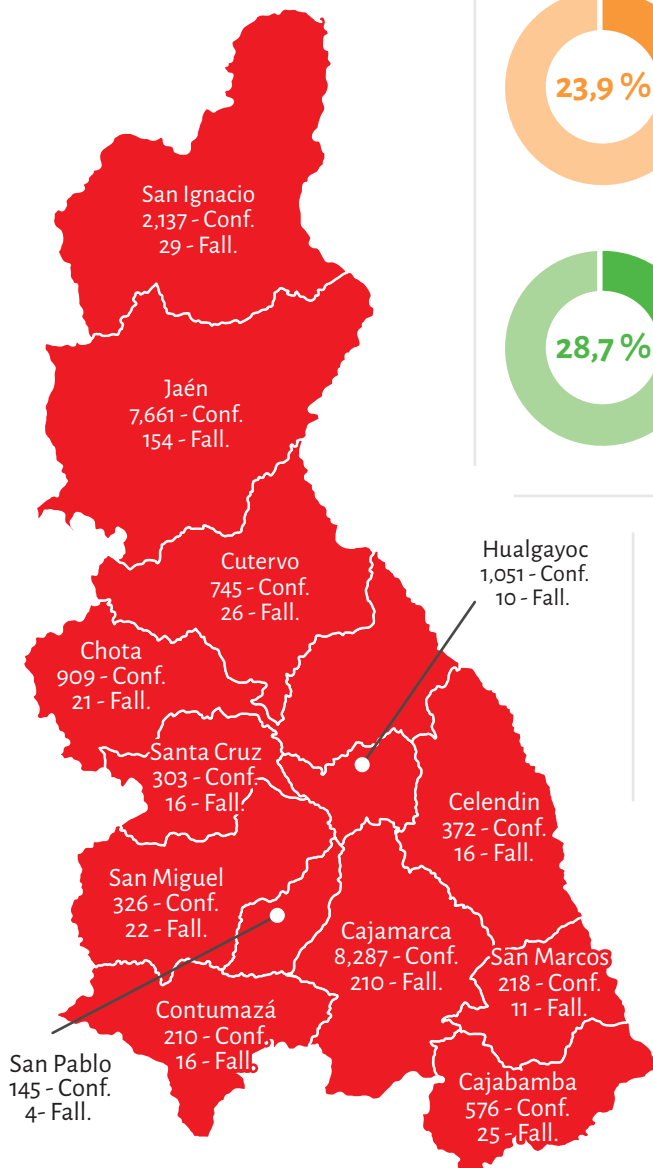 23,9 %
28,7 %
San Ignacio
2,137 - Conf.
29 - Fall.
Jaén
7,661 - Conf.
154 - Fall.
Cutervo
745 - Conf.
26 - Fall.
Hualgayoc
1,051 - Conf.
10 - Fall.
Chota
909 - Conf.
21 - Fall.
Santa Cruz
303 - Conf.
16 - Fall.
Celendin
372 - Conf.
16 - Fall.
San Miguel
326 - Conf.
22 - Fall.
Cajamarca
8,287 - Conf.
210 - Fall.
San Marcos
218 - Conf.
11 - Fall.
Contumazá
210 - Conf.
16 - Fall.
San Pablo
145 - Conf.
4- Fall.
Cajabamba
576 - Conf.
25 - Fall.